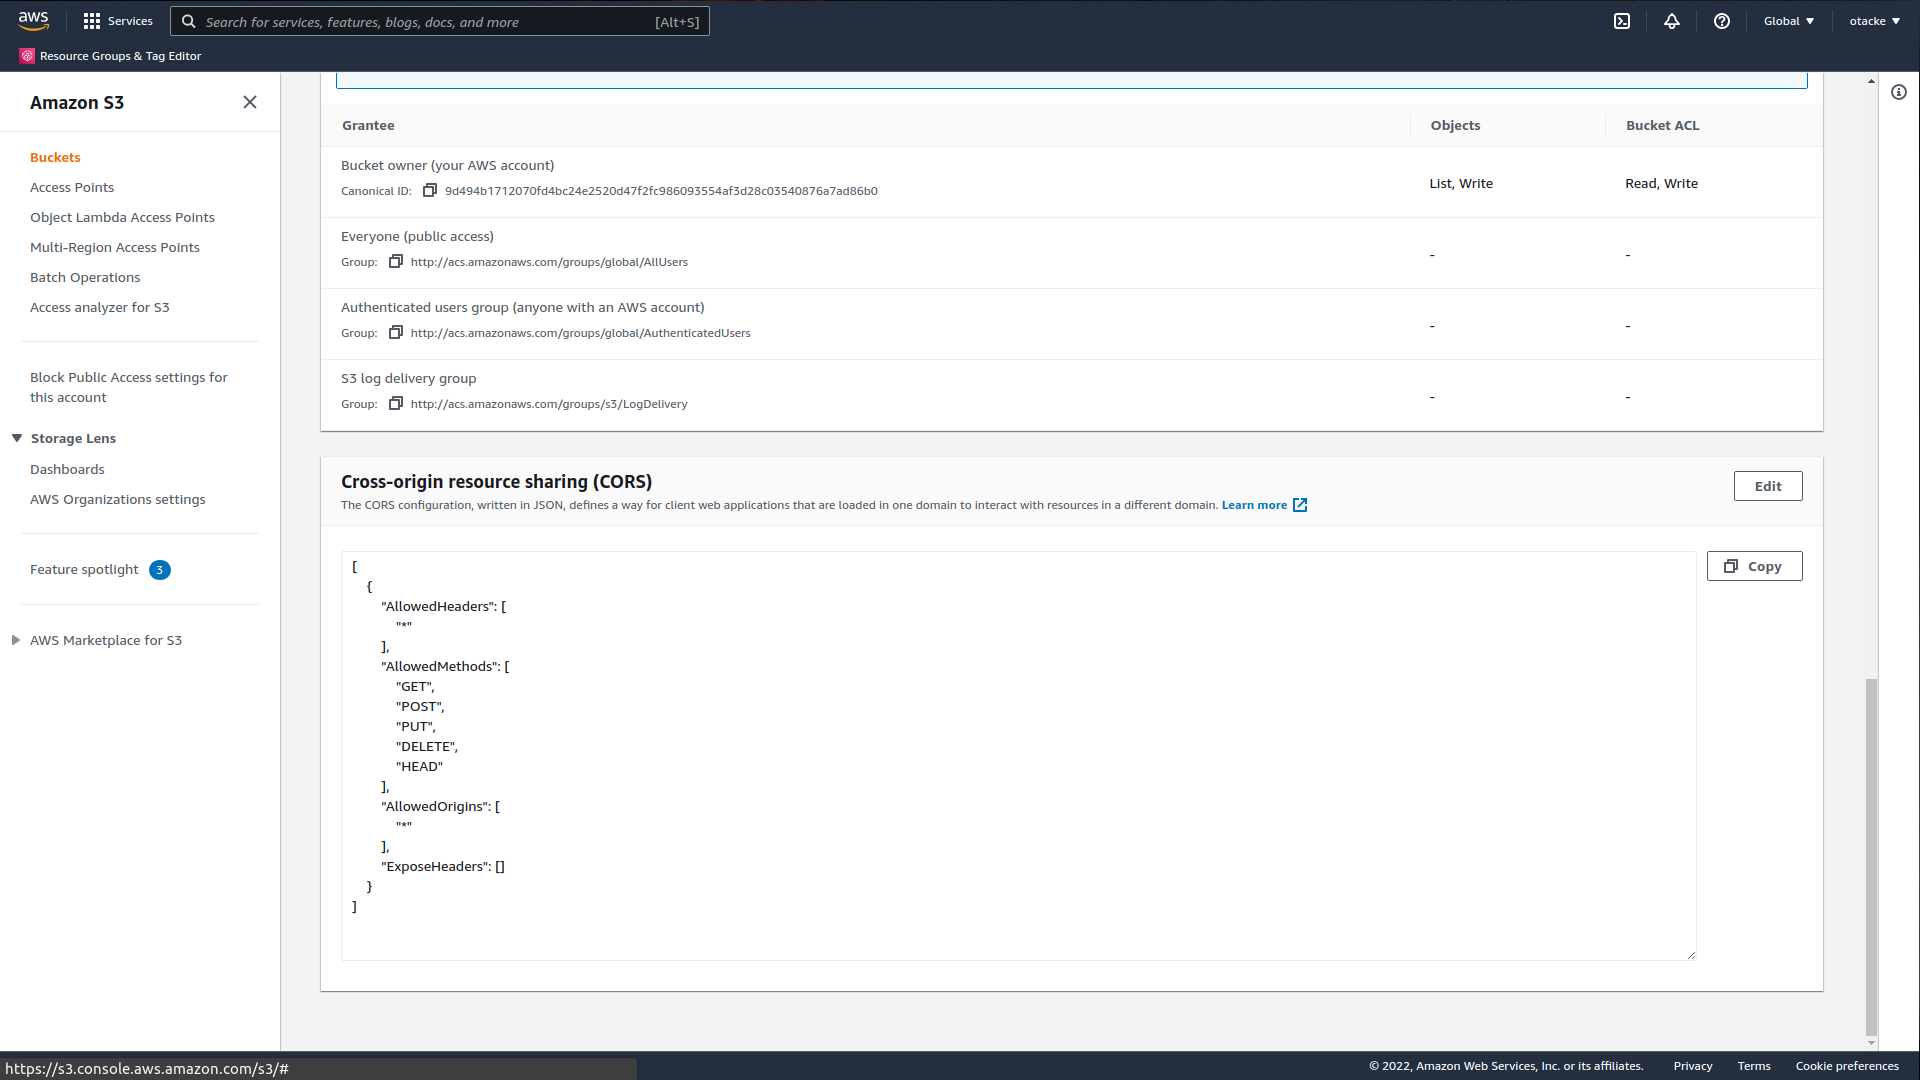 aws
Services
Search for services, features, blogs, docs, and more
[Alt+S]
Global
otacke
Resource Groups & Tag Editor
Amazon S3
Buckets
Access Points
Object Lambda Access Points
Multi-Region Access Points
Batch Operations
Access analyzer for S3
Block Public Access settings for
this account
Storage Lens
Dashboards
AWS Organizations settings
Feature spotlight 3
AWS Marketplace for S3
Grantee Objects Bucket ACL
Bucket owner (your AWS account)
Canonical ID: 9d494b1712070fd4bc24e2520d47f2fc986093554af3d28c03540876a7ad86b0
List, Write Read, Write
Everyone (public access)
Group: http://acs.amazonaws.com/groups/global/AllUsers
- -
Authenticated users group (anyone with an AWS account)
Group: http://acs.amazonaws.com/groups/global/AuthenticatedUsers
- -
S3 log delivery group
Group: http://acs.amazonaws.com/groups/s3/LogDelivery
- -
Cross-origin resource sharing (CORS)
The CORS configuration, written in JSON, defines a way for client web applications that are loaded in one domain to interact with resources in a different domain. Learn more
Edit
Copy
[
{
"AllowedHeaders": [
"*"
],
"AllowedMethods": [
"GET",
"POST",
"PUT",
"DELETE",
"HEAD"
],
"AllowedOrigins": [
"*"
],
"ExposeHeaders": []
}
]
https://s3.console.aws.amazon.com/s3/#
© 2022, Amazon Web Services, Inc. or its affiliates. Privacy Terms Cookie preferences